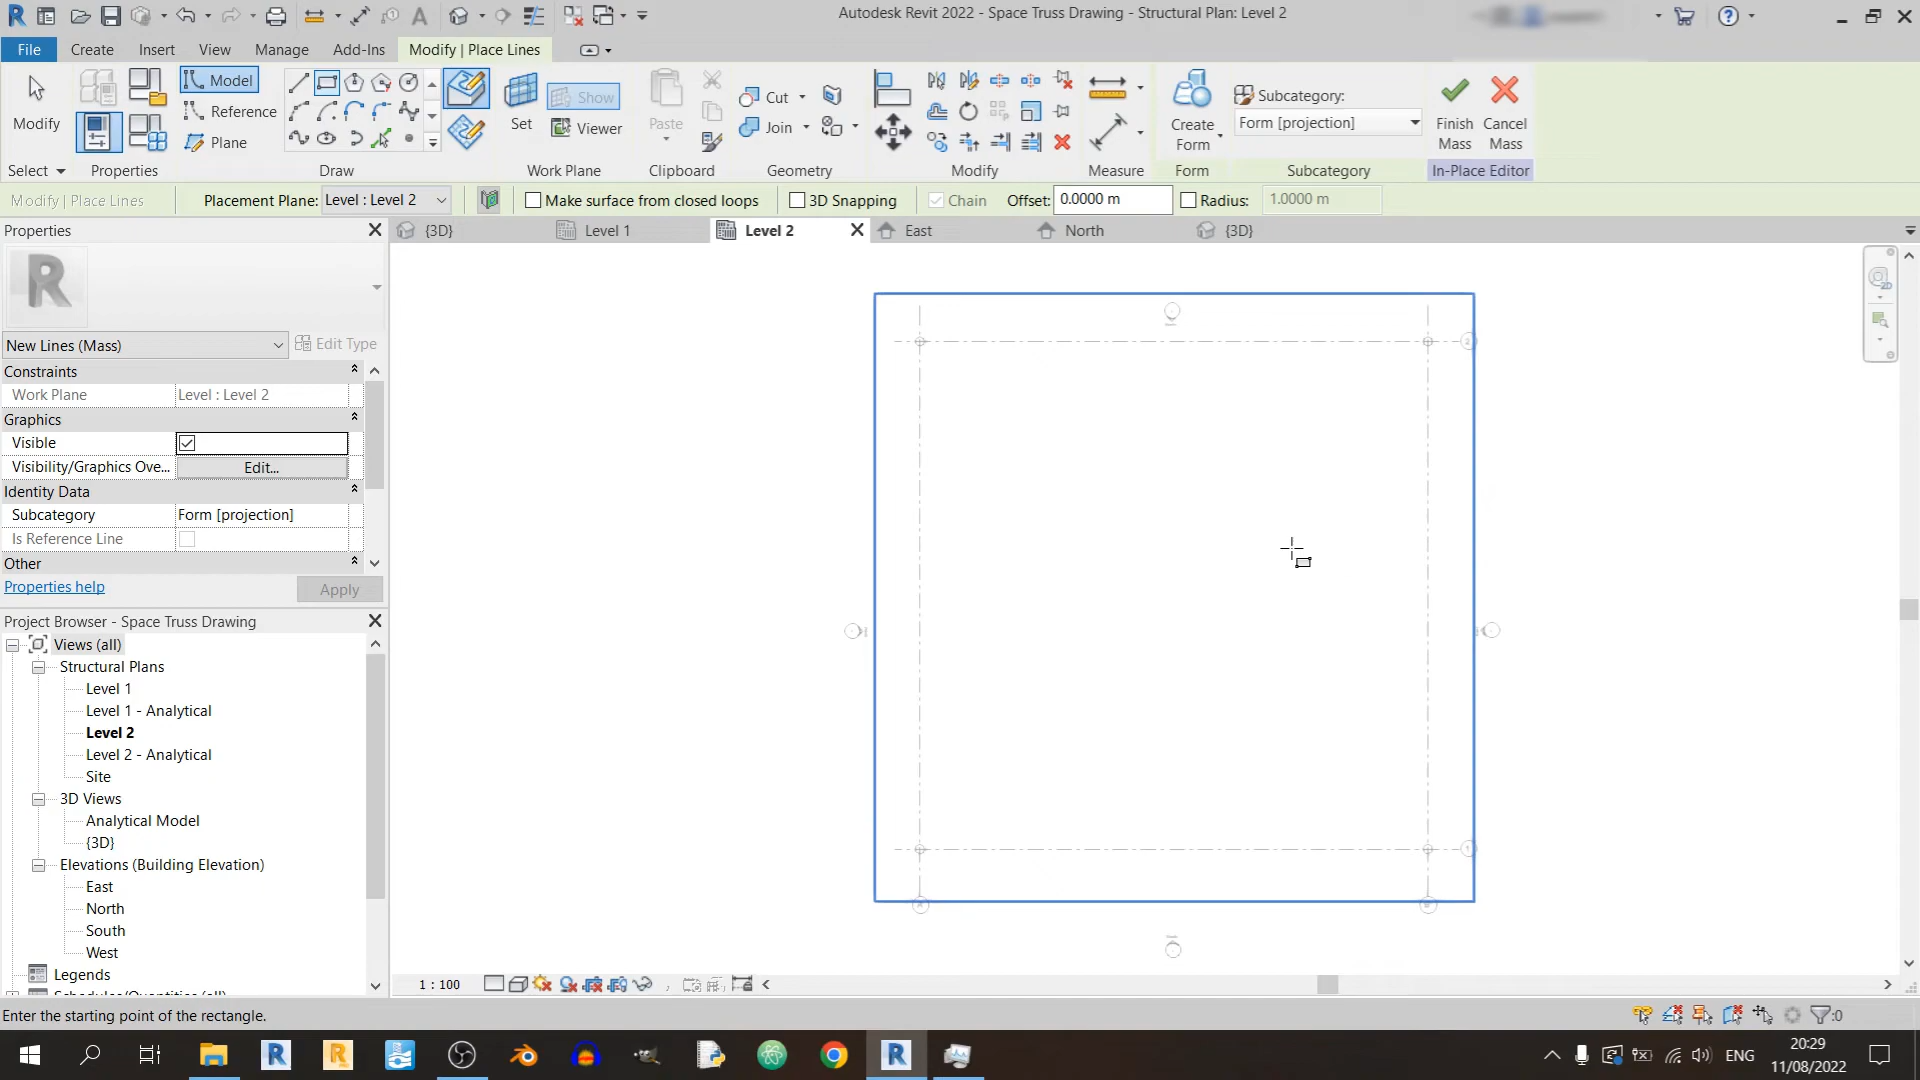 Autodesk Revit 2022 - Space Truss Drawing - Structural Plan: Level 2
File
Create
Insert
View
Manage
Add-Ins
Modify | Place Lines
Modify
Model
Reference
Plane
Set
Show
Viewer
Paste
Cut
Join
Create Form
Subcategory:
Form [projection]
Finish Mass
Cancel Mass
Select
Properties
Draw
Work Plane
Clipboard
Geometry
Modify
Measure
Form
Subcategory
In-Place Editor
Modify | Place Lines
Placement Plane: Level : Level 2
Make surface from closed loops
3D Snapping
Chain
Offset: 0.0000 m
Radius: 1.0000 m
Properties
{3D}
Level 1
Level 2
East
North
{3D}
New Lines (Mass)
Edit Type
Constraints
Work Plane Level : Level 2
Graphics
Visible
Visibility/Graphics Ove... Edit...
Identity Data
Subcategory Form [projection]
Is Reference Line
Other
Properties help
Apply
Project Browser - Space Truss Drawing
Views (all)
Structural Plans
Level 1
Level 1 - Analytical
Level 2
Level 2 - Analytical
Site
3D Views
Analytical Model
{3D}
Elevations (Building Elevation)
East
North
South
West
Legends
1 : 100
Enter the starting point of the rectangle.
:0
ENG
20:29
11/08/2022